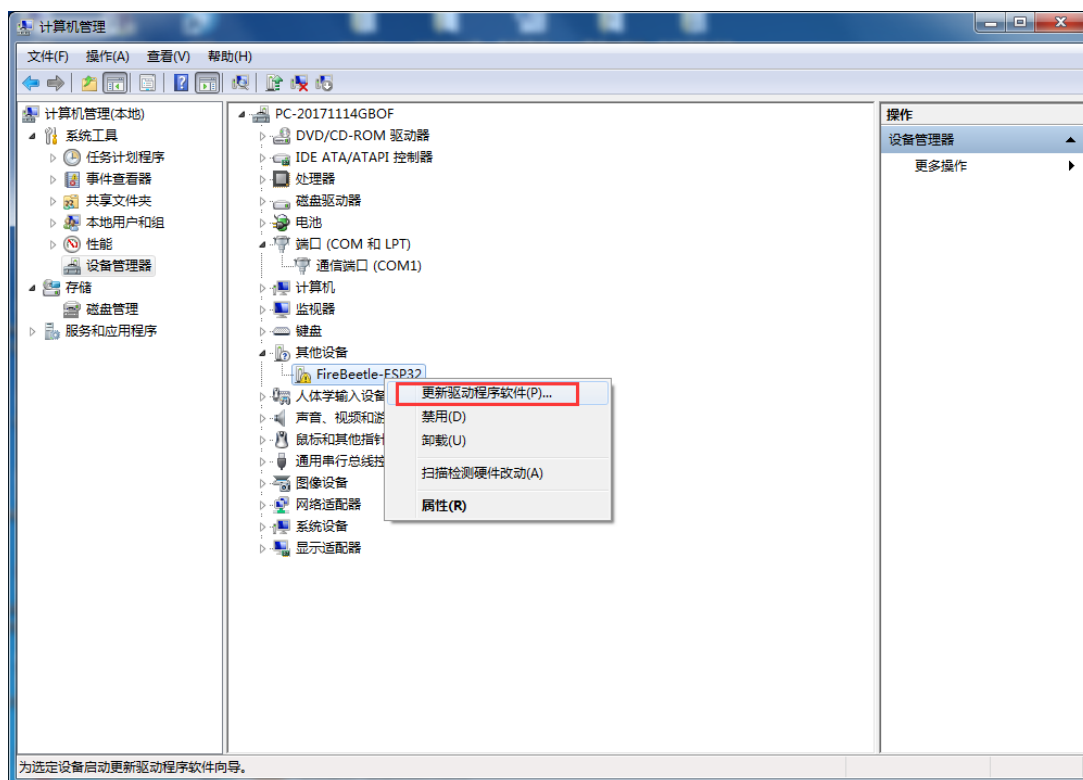 计算机管理
文件(F) 操作(A) 查看(V) 帮助(H)
计算机管理(本地)
系统工具
任务计划程序
事件查看器
共享文件夹
本地用户和组
性能
设备管理器
存储
磁盘管理
服务和应用程序
PC-20171114GBOF
DVD/CD-ROM 驱动器
IDE ATA/ATAPI 控制器
处理器
磁盘驱动器
电池
端口 (COM 和 LPT)
通信端口 (COM1)
计算机
监视器
键盘
其他设备
FireBeetle-ESP32
人体学输入设备
声音、视频和游
鼠标和其他指针
通用串行总线控
图像设备
网络适配器
系统设备
显示适配器
更新驱动程序软件(P)...
禁用(D)
卸载(U)
扫描检测硬件改动(A)
属性(R)
操作
设备管理器
更多操作
为选定设备启动更新驱动程序软件向导。